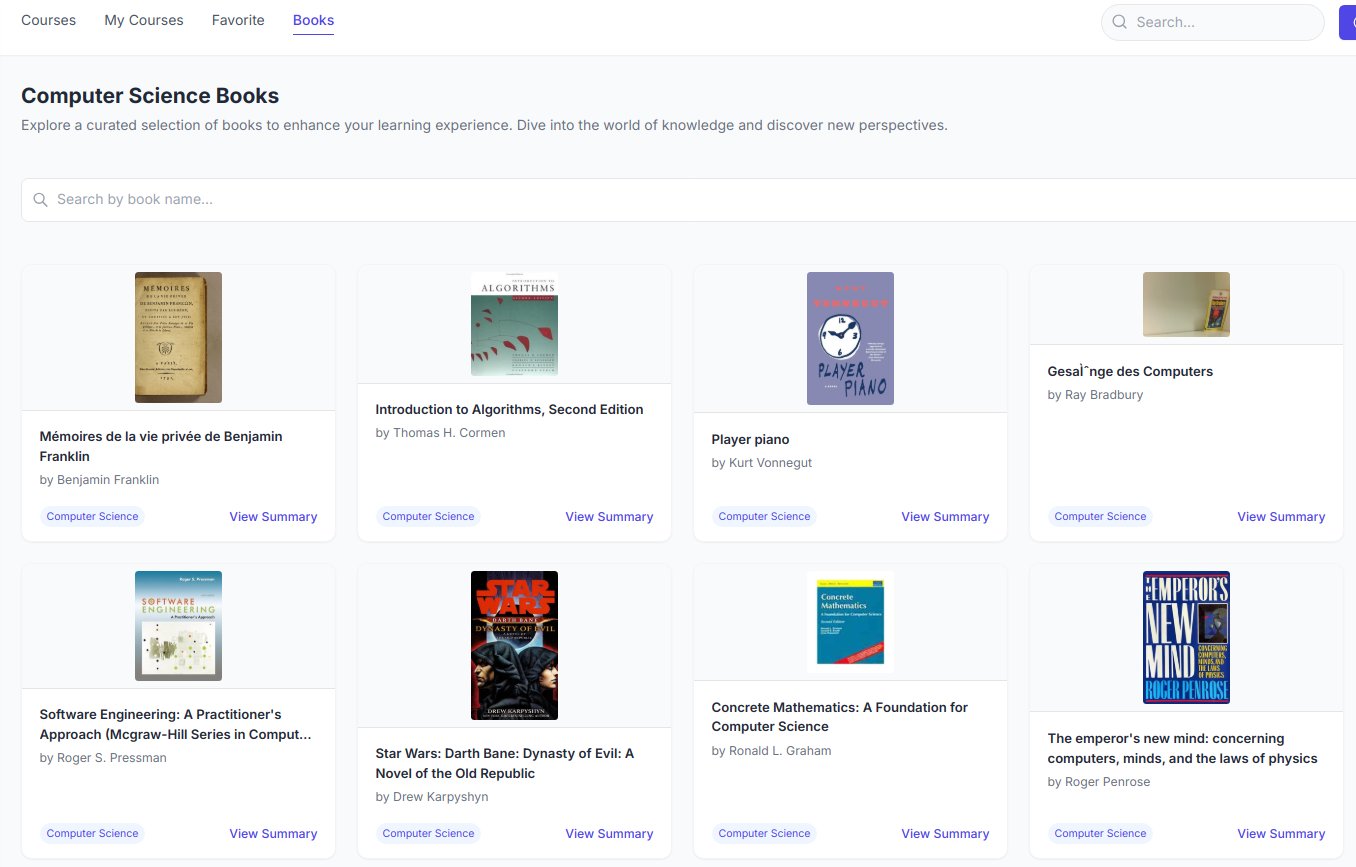 Courses My Courses Favorite Books Search...
Computer Science Books
Explore a curated selection of books to enhance your learning experience. Dive into the world of knowledge and discover new perspectives.
Search by book name...
MÉMOIRES
ALGORITHMS
PLAYER PIANO
Mémoires de la vie privée de Benjamin
Franklin
by Benjamin Franklin
Computer Science View Summary
Introduction to Algorithms, Second Edition
by Thomas H. Cormen
Computer Science View Summary
Player piano
by Kurt Vonnegut
Computer Science View Summary
GesaÌˆnge des Computers
by Ray Bradbury
Computer Science View Summary
Roger S. Pressman
SOFTWARE
ENGINEERING
A Practitioner's Approach
Software Engineering: A Practitioner's
Approach (Mcgraw-Hill Series in Comput...
by Roger S. Pressman
Computer Science View Summary
STAR
WARS
DARTH BANE
DYNASTY OF EVIL
DREW KARPYSHYN
Star Wars: Darth Bane: Dynasty of Evil: A
Novel of the Old Republic
by Drew Karpyshyn
Computer Science View Summary
Concrete
Mathematics
Concrete Mathematics: A Foundation for
Computer Science
by Ronald L. Graham
Computer Science View Summary
THE EMPEROR'S
NEW
MIND
CONCERNING
COMPUTERS,
MINDS, AND
THE LAWS
OF PHYSICS
ROGER PENROSE
The emperor's new mind: concerning
computers, minds, and the laws of physics
by Roger Penrose
Computer Science View Summary